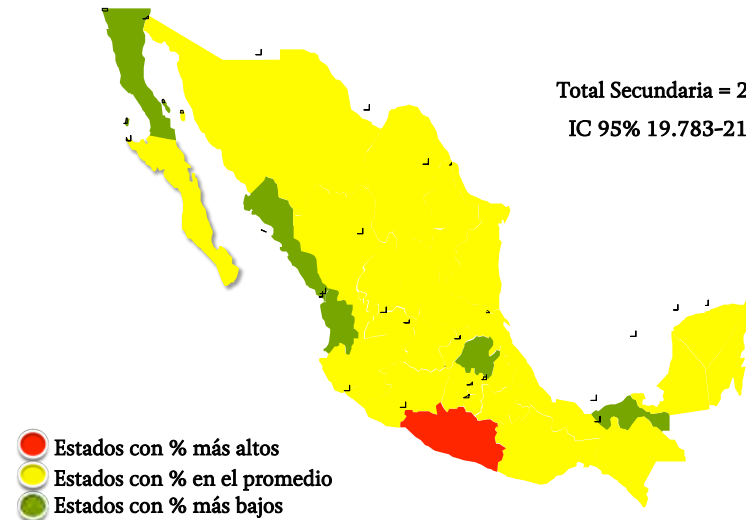 Total Secundaria = 2
IC 95% 19.783-21
Estados con % más altos
Estados con % en el promedio
Estados con % más bajos